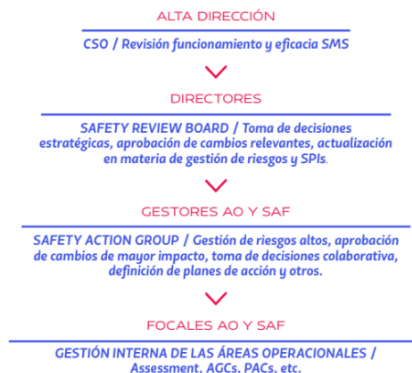 ALTA DIRECCIÓN
CSO / Revisión funcionamiento y eficacia SMS
DIRECTORES
SAFETY REVIEW BOARD / Toma de decisiones
estratégicas, aprobación de cambios relevantes, actualización
en materia de gestión de riesgos y SPIs.
GESTORES AO Y SAF
SAFETY ACTION GROUP / Gestión de riesgos altos, aprobación
de cambios de mayor impacto, toma de decisiones colaborativa,
definición de planes de acción y otros.
FOCALES AO Y SAF
GESTIÓN INTERNA DE LAS ÁREAS OPERACIONALES /
Assessment, AGCs, PACs, etc.